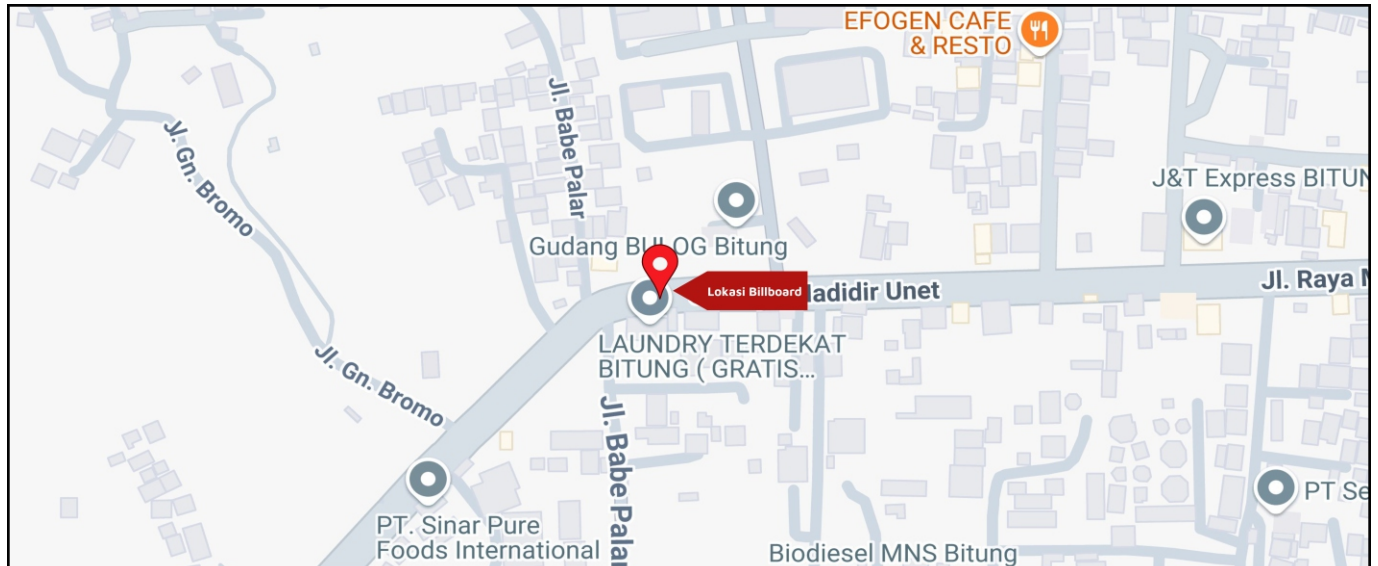 EFOGEN CAFE
& RESTO
Jl. Babe Palar
Jl. Gn. Bromo
J&T Express BITUN
Gudang BULOG Bitung
Lokasi Billboard
Unet
Jl. Raya
LAUNDRY TERDEKAT
BITUNG ( GRATIS...
Jl. Gn. Bromo
Jl. Babe Palar
PT Se
PT. Sinar Pure
Foods International
Biodiesel MNS Bitung